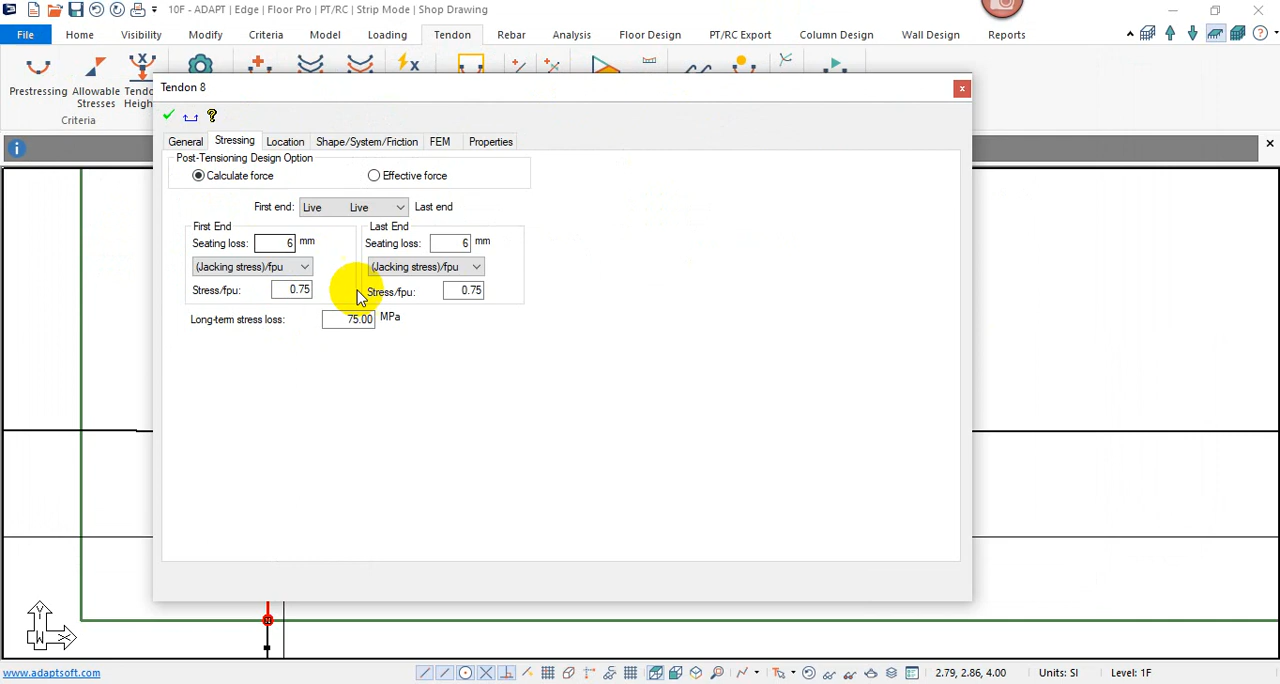 10F - ADAPT | Edge | Floor Pro | PT/RC | Strip Mode | Shop Drawing
File Home Visibility Modify Criteria Model Loading Tendon Rebar Analysis Floor Design PT/RC Export Column Design Wall Design Reports
Prestressing Allowable
Stresses
Heigh
Criteria
Tendon 8
General Stressing Location Shape/System/Friction FEM Properties
Post-Tensioning Design Option
Calculate force Effective force
First end: Live Live Last end
First End Last End
Seating loss: 6 mm Seating loss: 6 mm
(Jacking stress)/fpu (Jacking stress)/fpu
Stress/fpu: 0.75 Stress/fpu: 0.75
Long-term stress loss: 75.00 MPa
Y
W X
www.adaptsoft.com 2.79, 2.86, 4.00 Units: SI Level: 1F